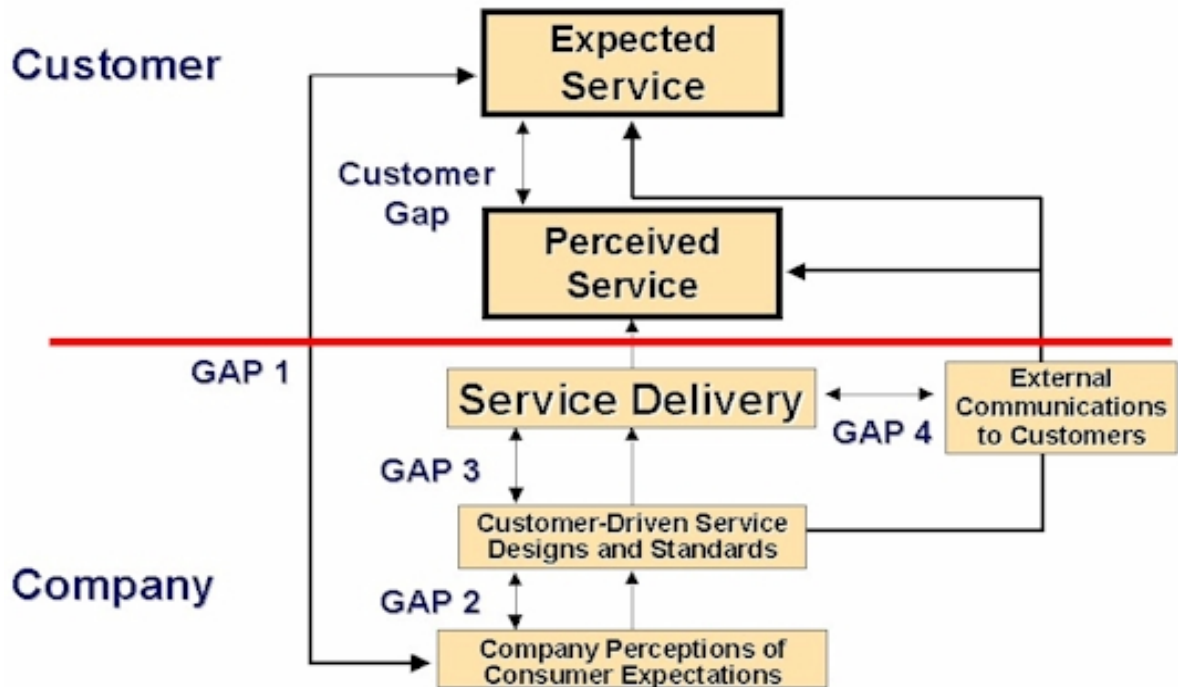 Customer
Expected
Service
Customer
Gap
Perceived
Service
GAP 1
Service Delivery
GAP 4
External
Communications
to Customers
GAP 3
Customer-Driven Service
Designs and Standards
Company
GAP 2
Company Perceptions of
Consumer Expectations